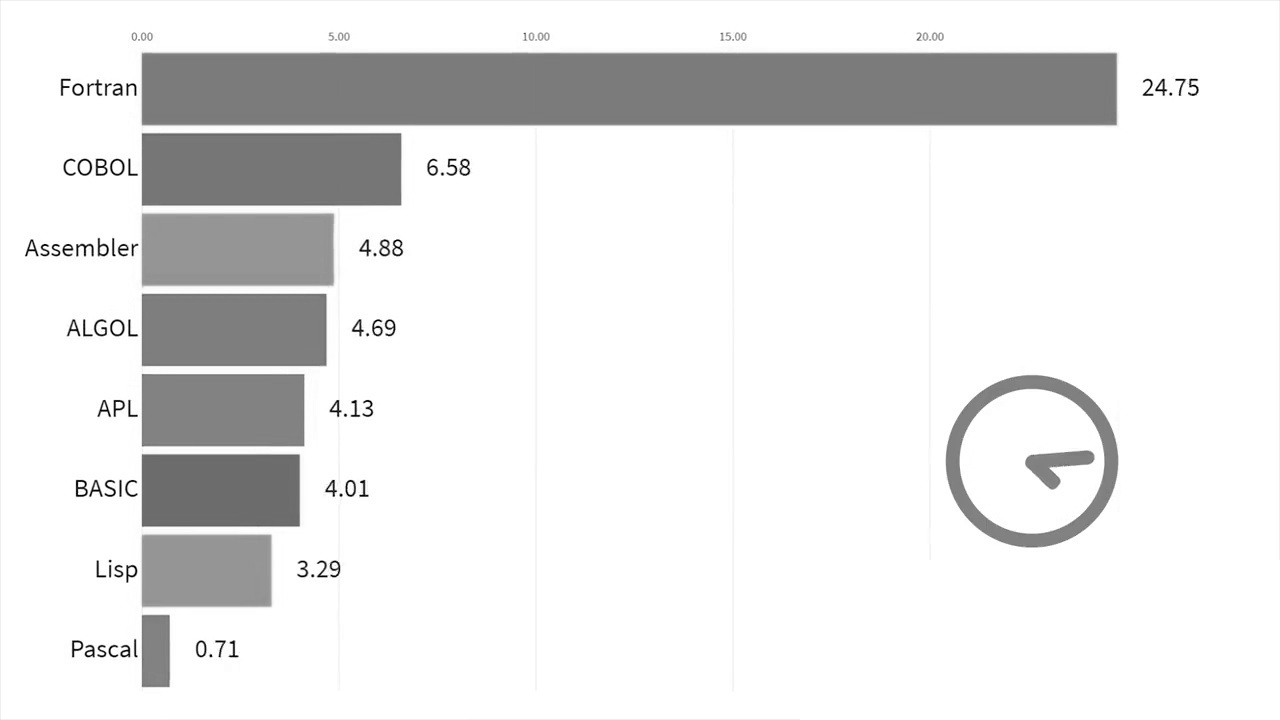 0.00 5.00 10.00 15.00 20.00
Fortran 24.75
COBOL 6.58
Assembler 4.88
ALGOL 4.69
APL 4.13
BASIC 4.01
Lisp 3.29
Pascal 0.71